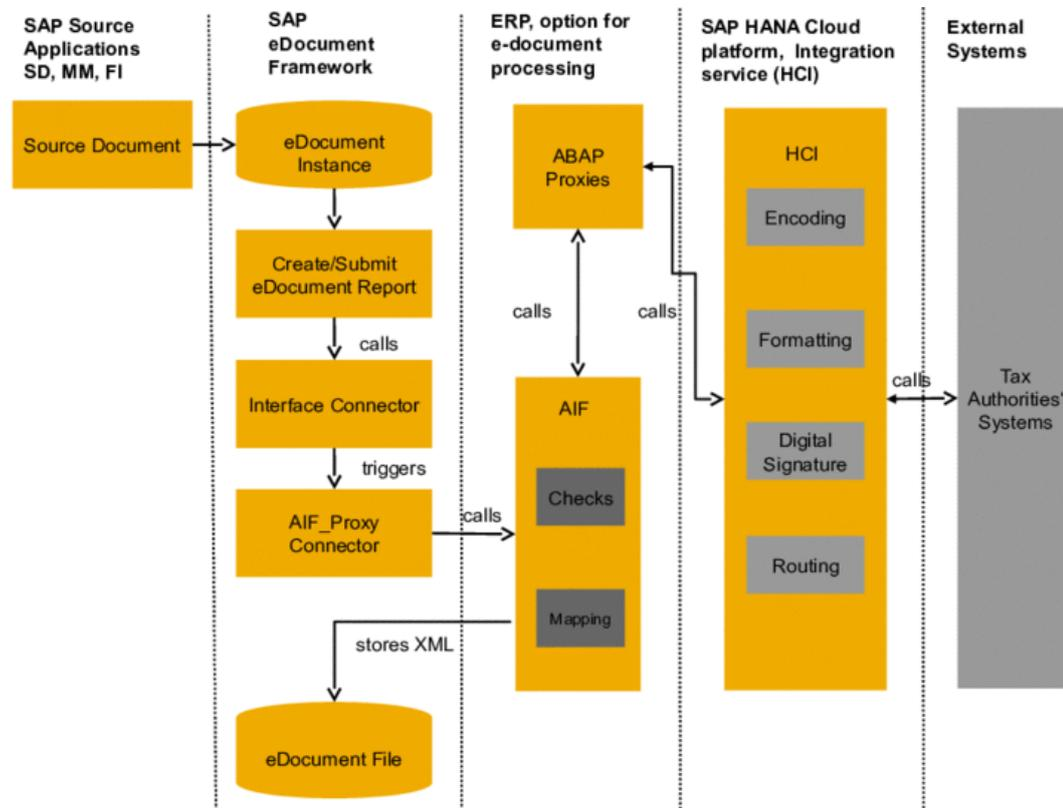 SAP Source
Applications
SD, MM, FI
SAP
eDocument
Framework
ERP, option for
e-document
processing
SAP HANA Cloud
platform,  Integration
service (HCI)
External
Systems
Source Document
eDocument
Instance
Create/Submit
eDocument Report
calls
Interface Connector
triggers
AIF_Proxy
Connector
calls
stores XML
eDocument File
ABAP
Proxies
calls
AIF
Checks
Mapping
calls
HCI
Encoding
Formatting
Digital
Signature
Routing
calls
Tax
Authorities'
Systems